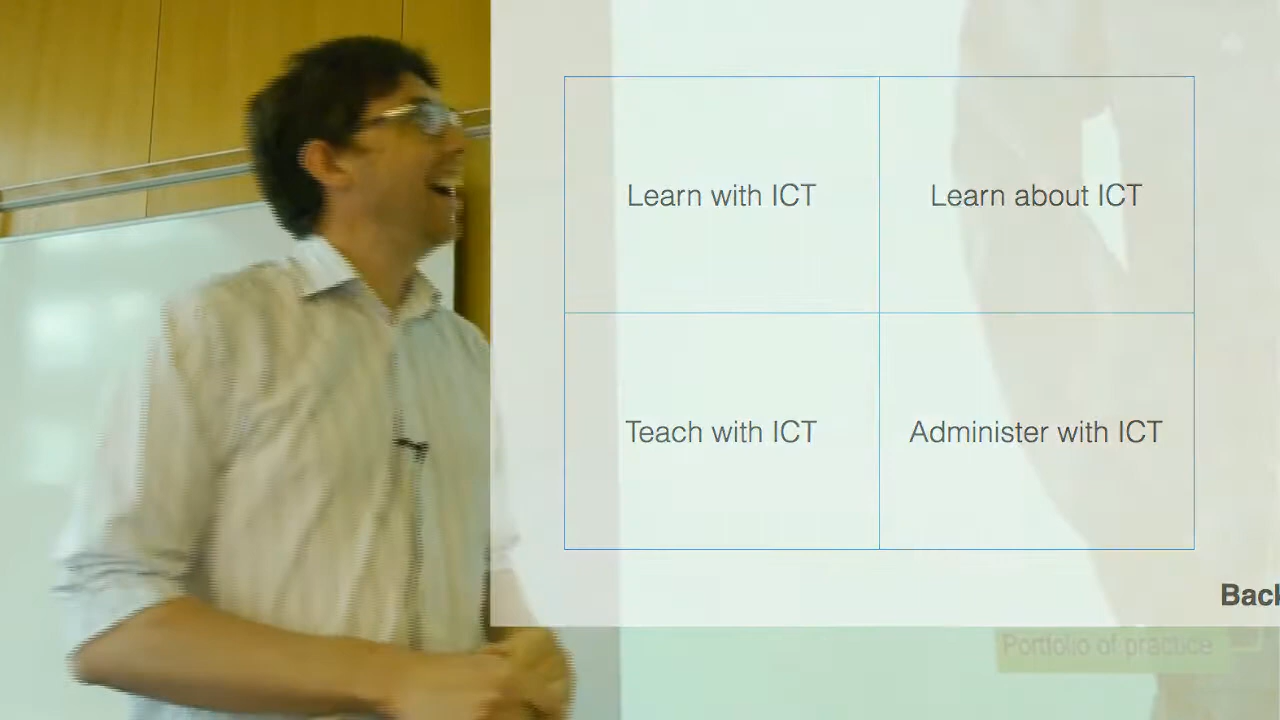 Learn with ICT
Learn about ICT
Teach with ICT
Administer with ICT
Back
Portfolio of practice